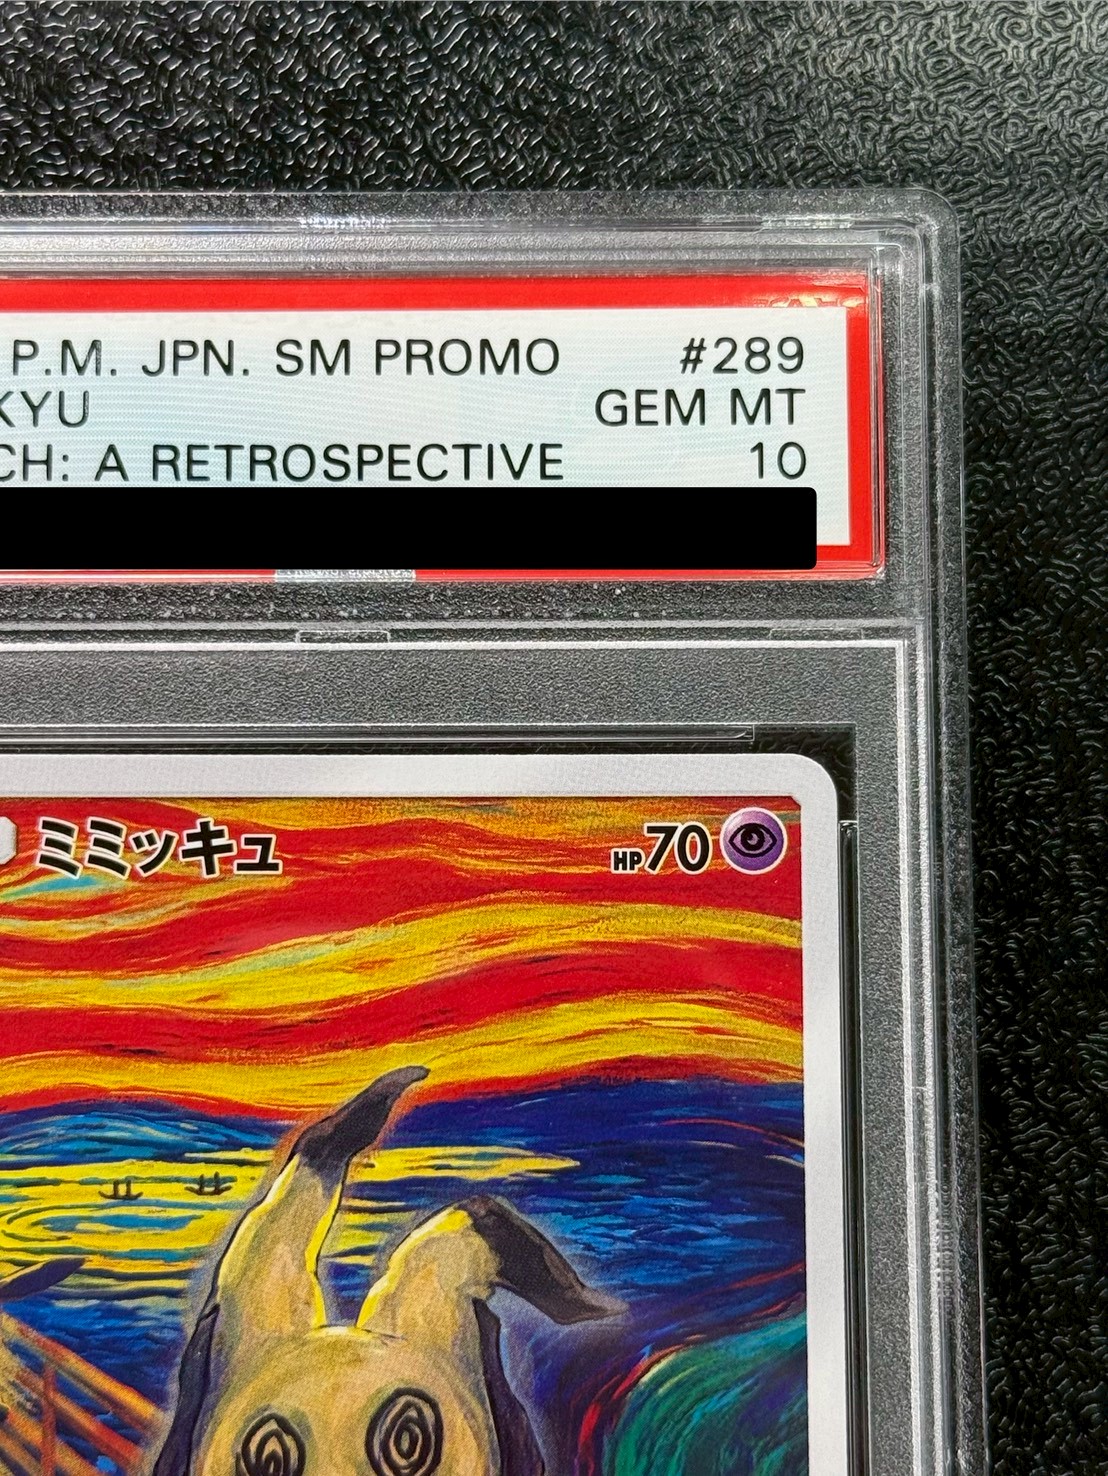 P.M. JPN. SM PROMO #289
KYU GEM MT
CH: A RETROSPECTIVE 10
ミミッキュ HP70